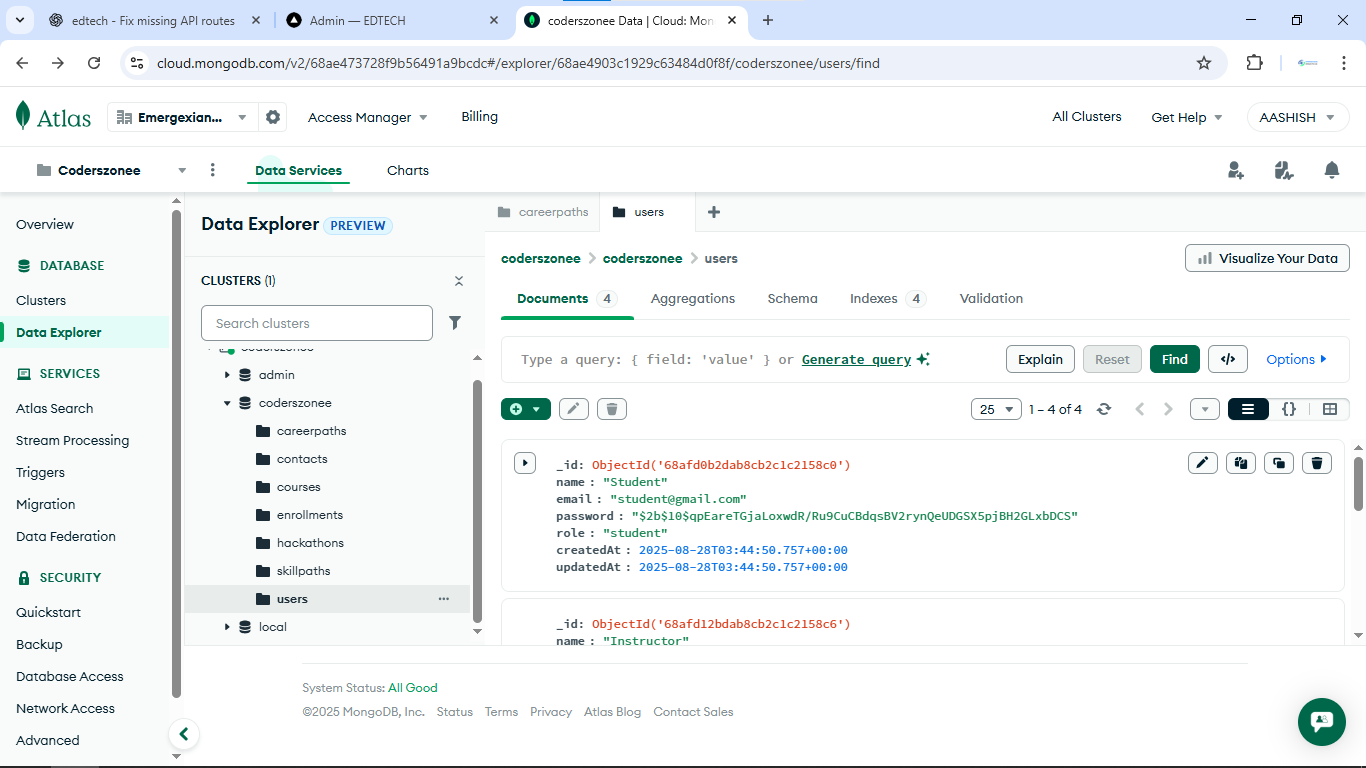 edtech - Fix missing API routes
Admin — EDTECH
coderszonee Data | Cloud: Mon
cloud.mongodb.com/v2/68ae473728f9b56491a9bcdc#/explorer/68ae4903c1929c63484d0f8f/coderszonee/users/find
Atlas
Emergexian...
Access Manager
Billing
All Clusters
Get Help
AASHISH
Coderszonee
Data Services
Charts
Overview
DATABASE
Clusters
Data Explorer
SERVICES
Atlas Search
Stream Processing
Triggers
Migration
Data Federation
SECURITY
Quickstart
Backup
Database Access
Network Access
Advanced
Data Explorer PREVIEW
CLUSTERS (1)
Search clusters
coderszonee
admin
coderszonee
careerpaths
contacts
courses
enrollments
hackathons
skillpaths
users
local
careerpaths
users
coderszonee > coderszonee > users
Visualize Your Data
Documents 4
Aggregations
Schema
Indexes 4
Validation
Type a query: { field: 'value' } or Generate query
Explain
Reset
Find
</>
Options
25
1 – 4 of 4
{}
_id: ObjectId('68afd0b2dab8cb2c1c2158c0')
name : "Student"
email : "student@gmail.com"
password : "$2b$10$qpEareTGjaLoxwdR/Ru9CuCBdqsBV2rynQeUDGSX5pjBH2GLxbDCS"
role : "student"
createdAt : 2025-08-28T03:44:50.757+00:00
updatedAt : 2025-08-28T03:44:50.757+00:00
_id: ObjectId('68afd12bdab8cb2c1c2158c6')
name : "Instructor"
System Status: All Good
©2025 MongoDB, Inc.
Status
Terms
Privacy
Atlas Blog
Contact Sales